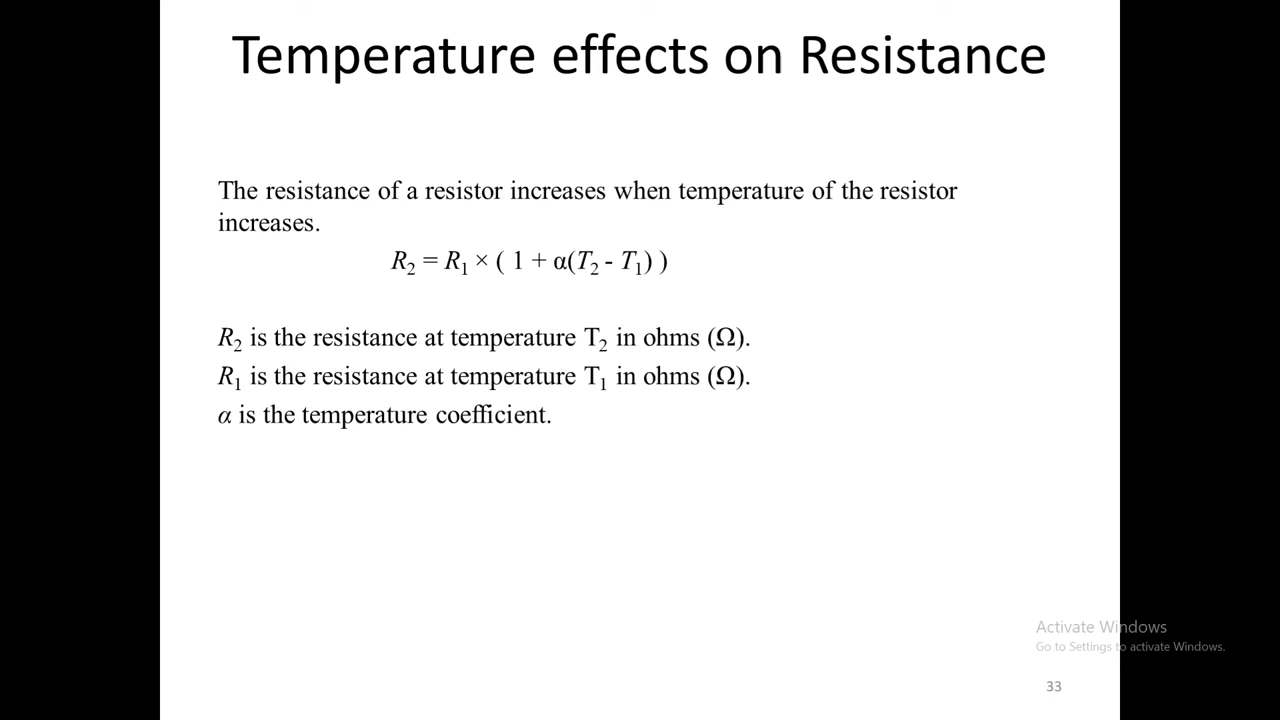 Temperature effects on Resistance
The resistance of a resistor increases when temperature of the resistor
increases.
R₂ = R₁ × ( 1 + α(T₂ - T₁) )
R₂ is the resistance at temperature T₂ in ohms (Ω).
R₁ is the resistance at temperature T₁ in ohms (Ω).
α is the temperature coefficient.
Activate Windows
Go to Settings to activate Windows.
33